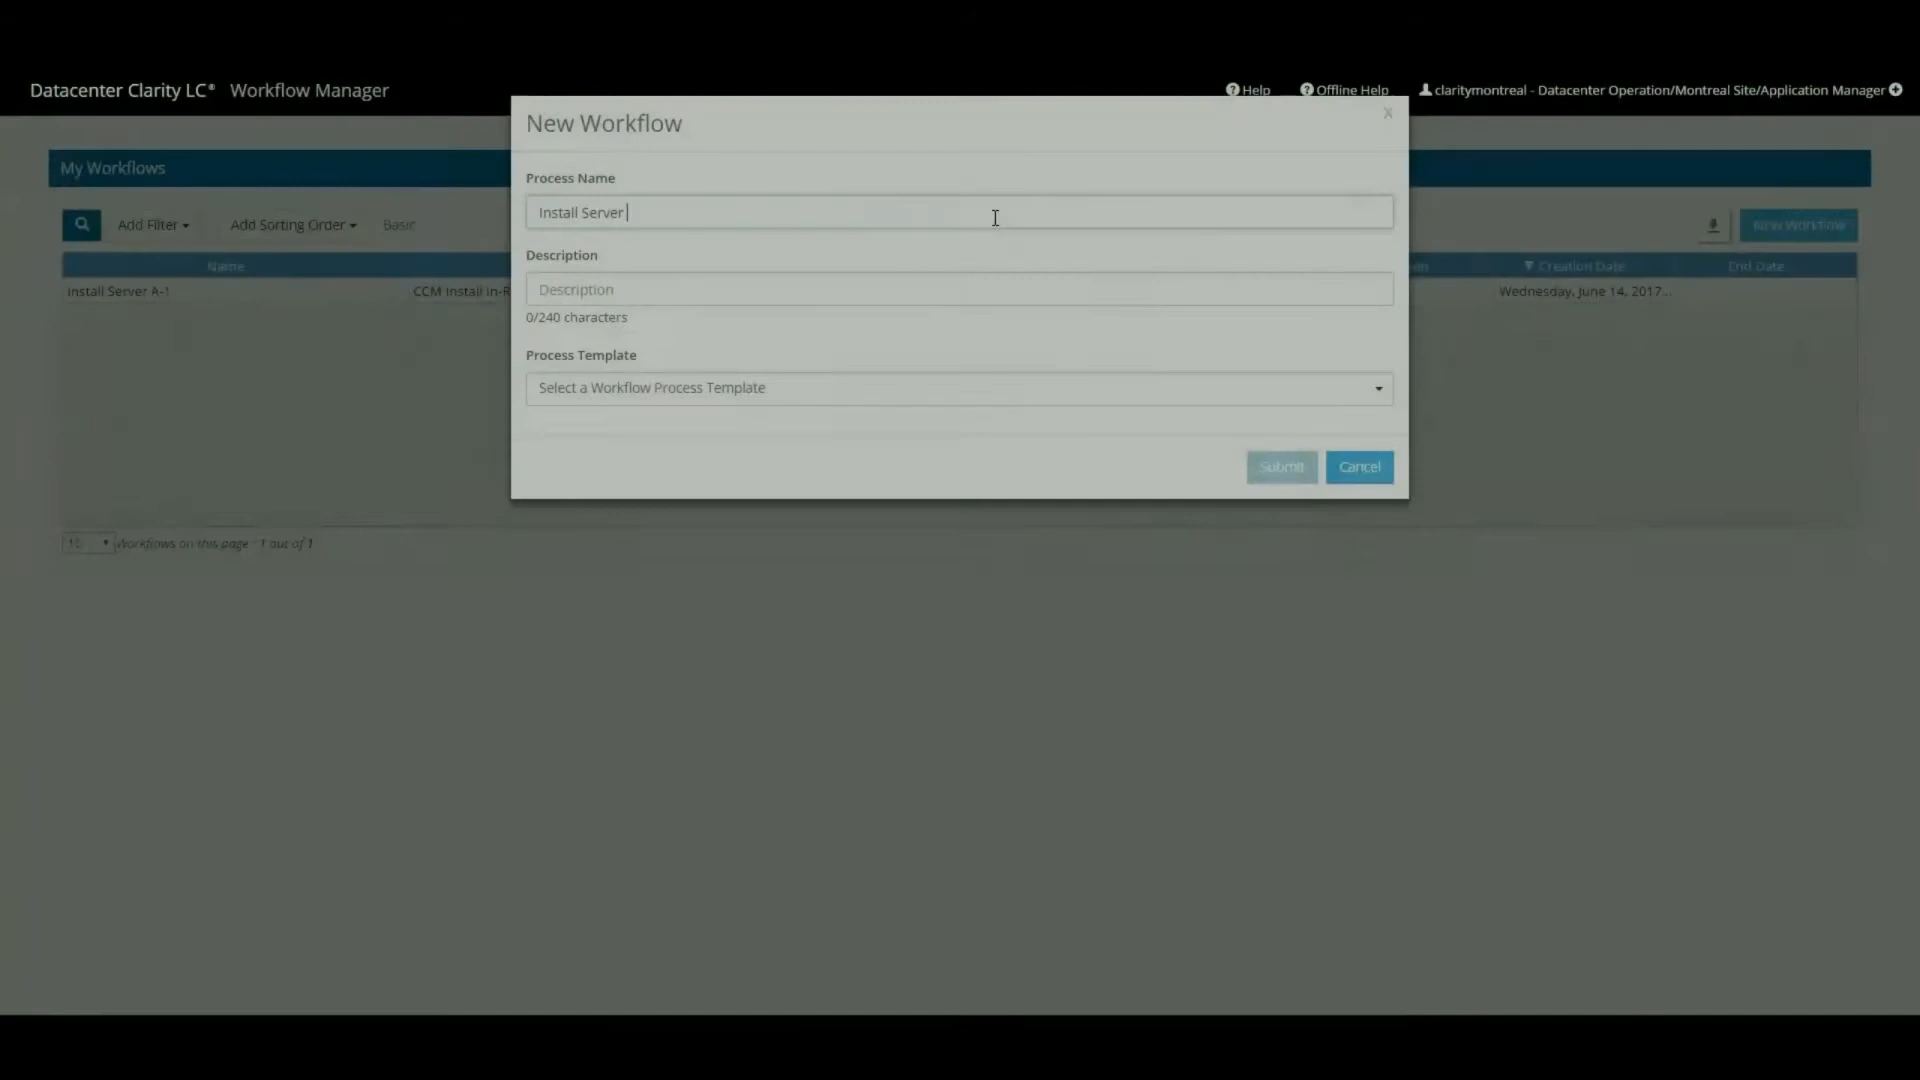 Datacenter Clarity LC® Workflow Manager
Help Offline Help claritymontreal - Datacenter Operation/Montreal Site/Application Manager
New Workflow
x
My Workflows
Process Name
Install Server
Add Filter Add Sorting Order Basic
New Workflow
Description
Name Creation Date End Date
Description
Install Server A-1 CCM Install In-R Wednesday, June 14, 2017...
0/240 characters
Process Template
Select a Workflow Process Template
Submit Cancel
10 Workflows on this page - 1 out of 1